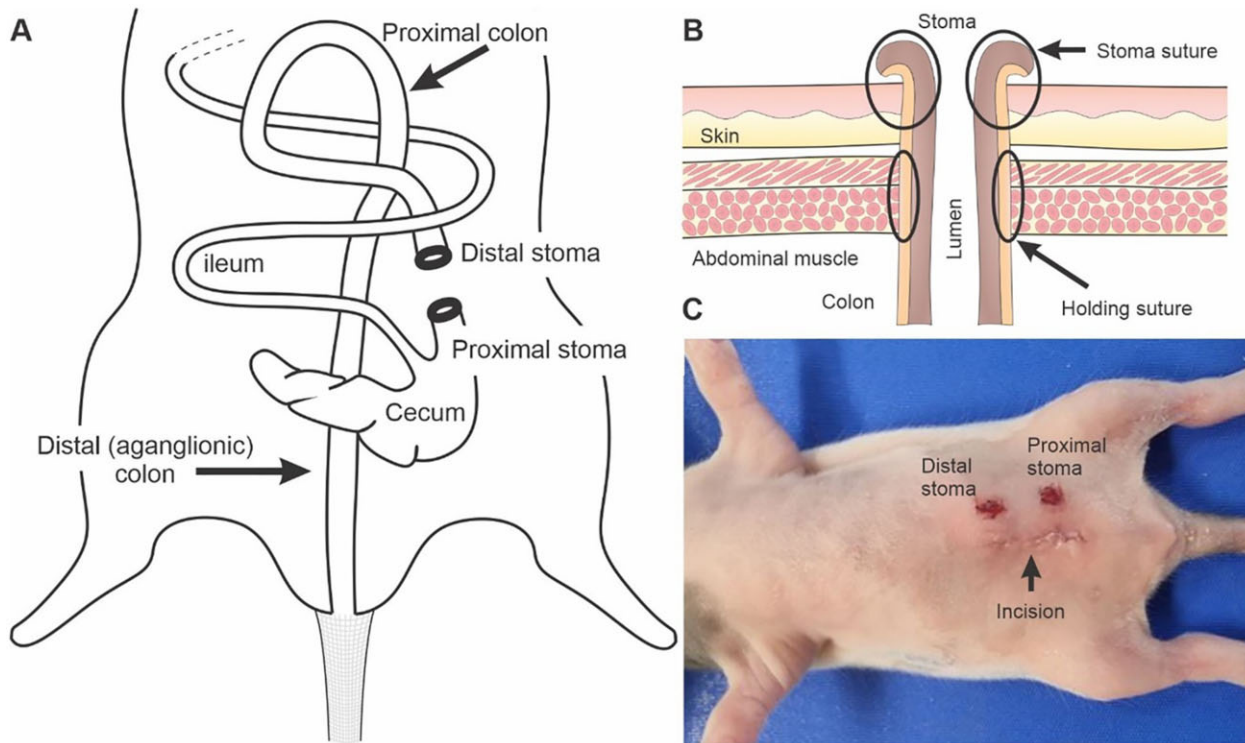 A
Proximal colon
ileum
Distal stoma
Proximal stoma
Cecum
Distal (aganglionic)
colon
B
Stoma
Stoma suture
Skin
Lumen
Abdominal muscle
Colon
Holding suture
C
Distal
stoma
Proximal
stoma
Incision